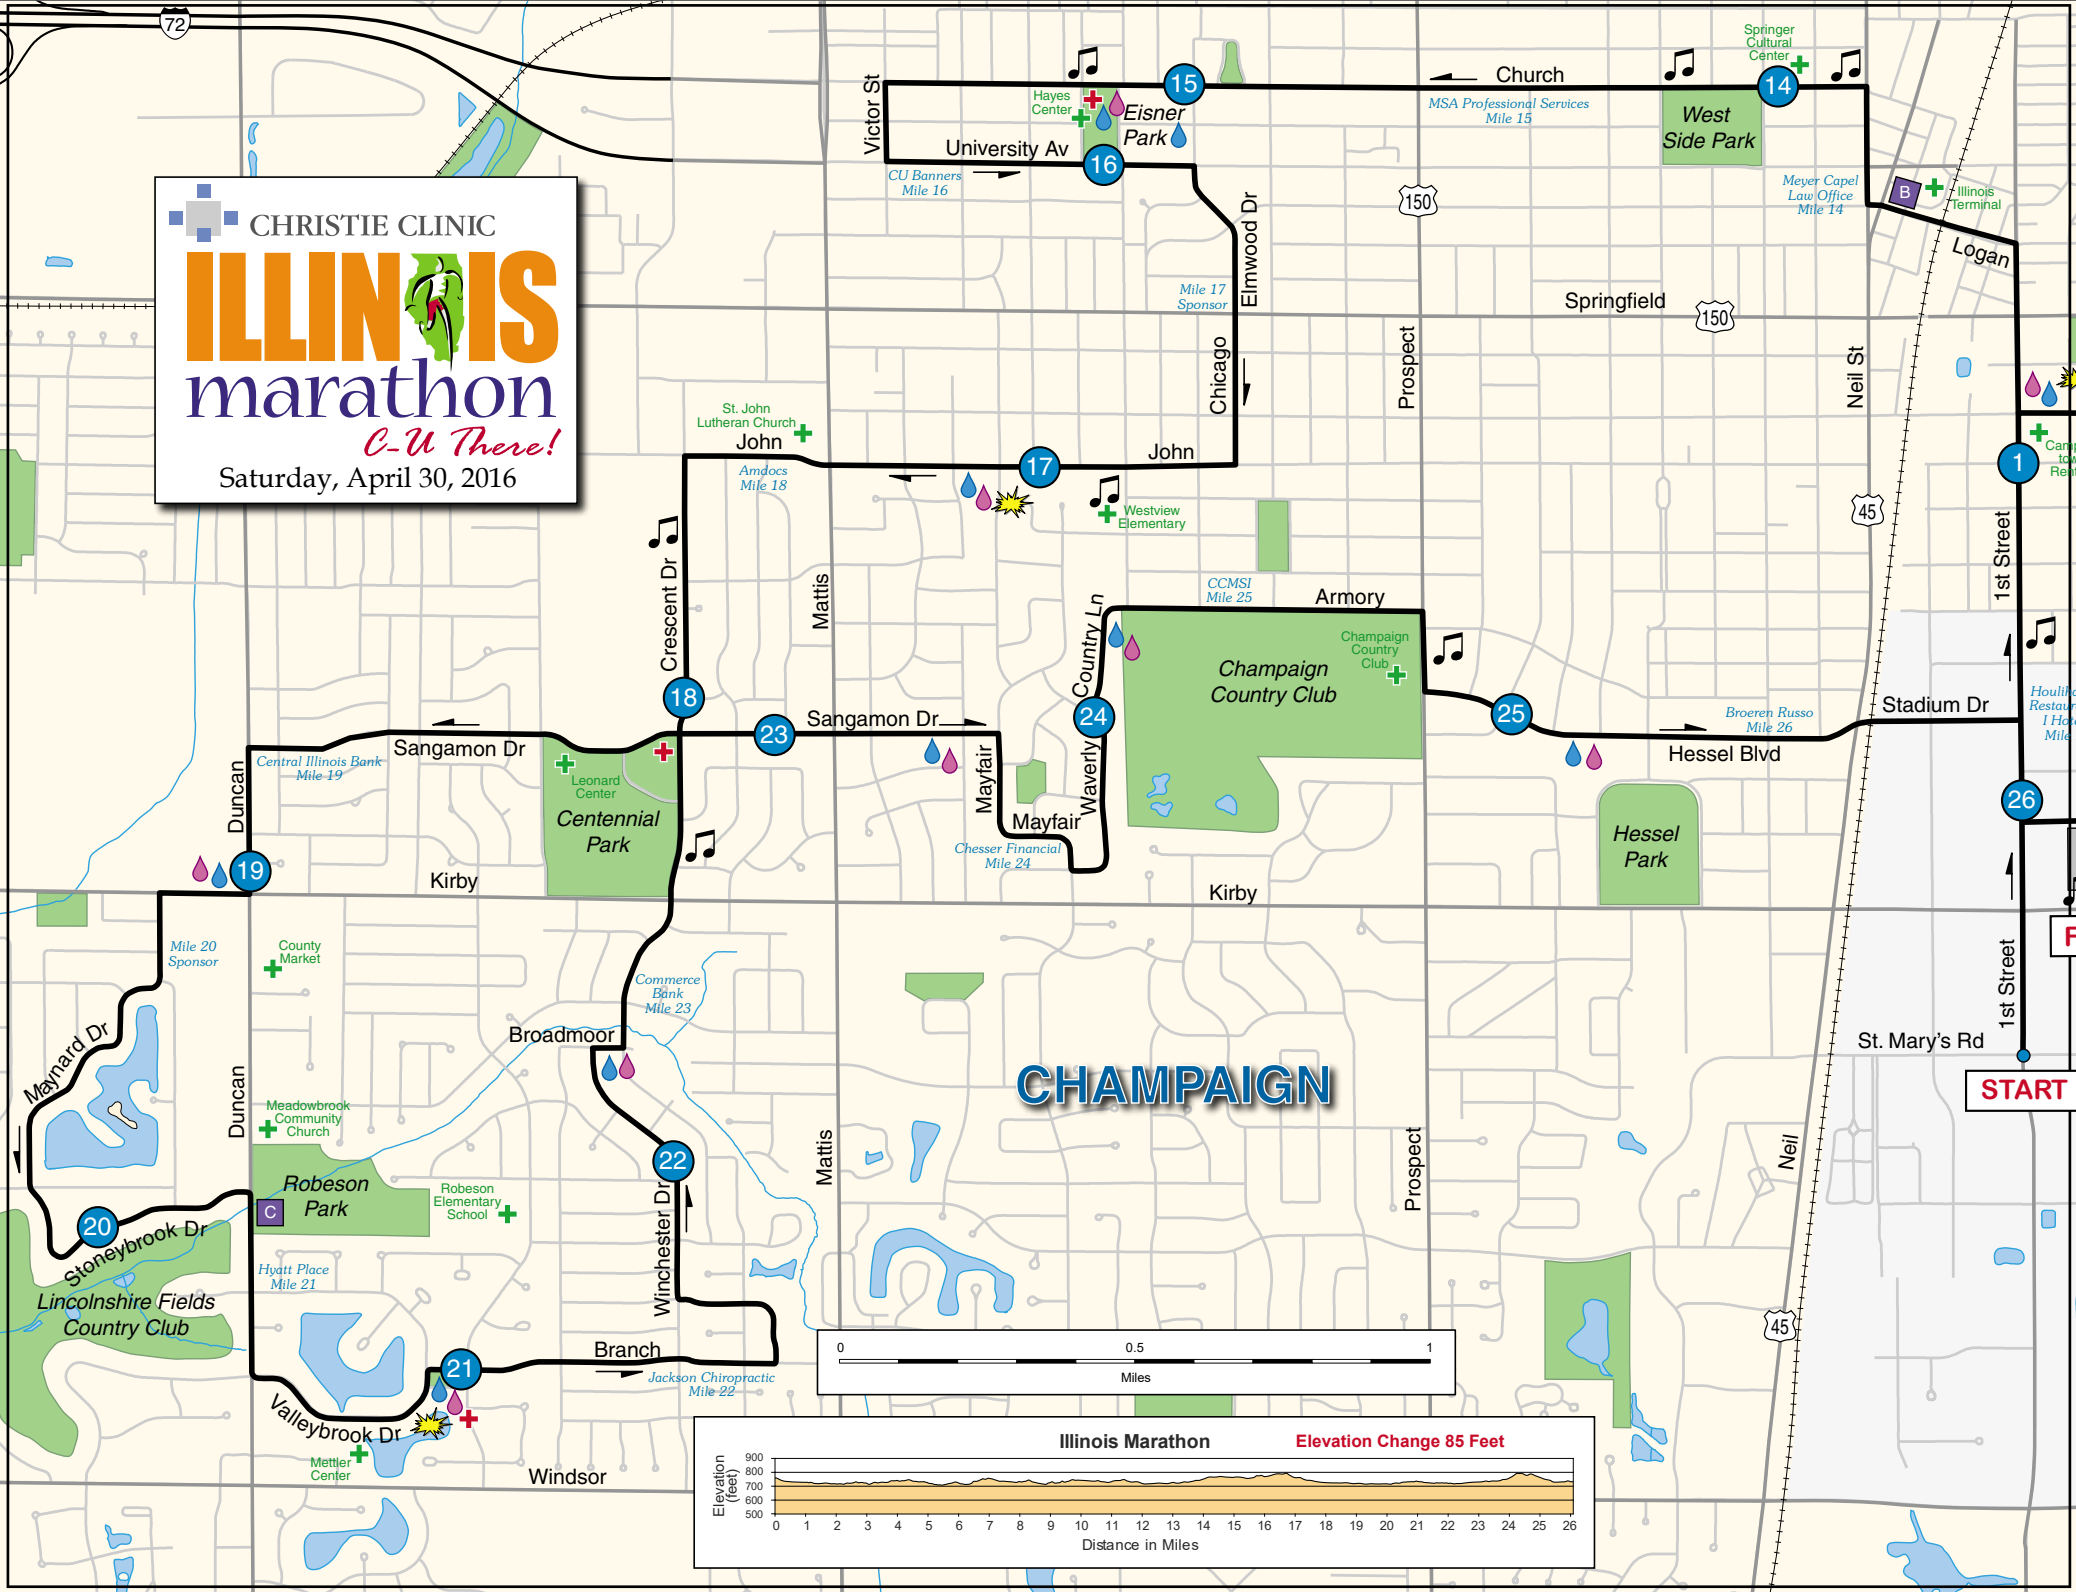 72
CHRISTIE CLINIC
ILLINOIS
marathon
C-U There!
Saturday, April 30, 2016
Victor St
Hayes
Center
Eisner
Park
15
Church
MSA Professional Services
Mile 15
Springer
Cultural
Center
14
West
Side Park
University Av
16
CU Banners
Mile 16
150
Meyer Capel
Law Office
Mile 14
B
Illinois
Terminal
Logan
Elmwood Dr
Mile 17
Sponsor
Springfield
150
Chicago
Prospect
Neil St
St. John
Lutheran Church
John
Amdocs
Mile 18
17
John
Westview
Elementary
1
45
1st Street
Crescent Dr
Mattis
CCMSI
Mile 25
Armory
Country Ln
Champaign
Country
Club
Champaign
Country Club
18
Sangamon Dr
23
24
25
Broeren Russo
Mile 26
Stadium Dr
Hessel Blvd
Sangamon Dr
Central Illinois Bank
Mile 19
Leonard
Center
Centennial
Park
Duncan
Mayfair
Waverly
Mayfair
Chesser Financial
Mile 24
26
Hessel
Park
19
Kirby
Kirby
Mile 20
Sponsor
County
Market
Commerce
Bank
Mile 23
Broadmoor
1st Street
St. Mary's Rd
START
Maynard Dr
CHAMPAIGN
Duncan
Meadowbrook
Community
Church
Robeson
Park
C
Robeson
Elementary
School
22
Winchester Dr
Mattis
Prospect
Neil
20
Stoneybrook Dr
Hyatt Place
Mile 21
Lincolnshire Fields
Country Club
45
21
Branch
Jackson Chiropractic
Mile 22
0 0.5 1
Miles
Valleybrook Dr
Mettler
Center
Windsor
Illinois Marathon Elevation Change 85 Feet
Elevation
(feet)
900
800
700
600
500
0 1 2 3 4 5 6 7 8 9 10 11 12 13 14 15 16 17 18 19 20 21 22 23 24 25 26
Distance in Miles